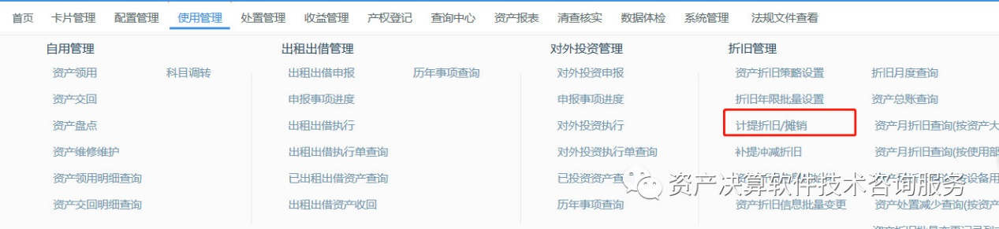 首页 卡片管理 配置管理 使用管理 处置管理 收益管理 产权登记 查询中心 资产报表 清查核实 数据体检 系统管理 法规文件查看
自用管理 出租出借管理 对外投资管理 折旧管理
资产领用 科目调转 出租出借申报 历年事项查询 对外投资申报 资产折旧策略设置 折旧月度查询
资产交回 申报事项进度 申报事项进度 折旧年限批量设置 资产总账查询
资产盘点 出租出借执行 对外投资执行 计提折旧/摊销 资产月折旧查询(按资产大
资产维修维护 出租出借执行单查询 对外投资执行单查询 补提冲减折旧 资产月折旧查询(按使用部
资产领用明细查询 已出租出借资产查询 已投资资产查
资产决算软件技术咨询服务
资产交回明细查询 出租出借资产收回 历年事项查询 资产折旧信息批量变更 资产处置减少查询(按资产